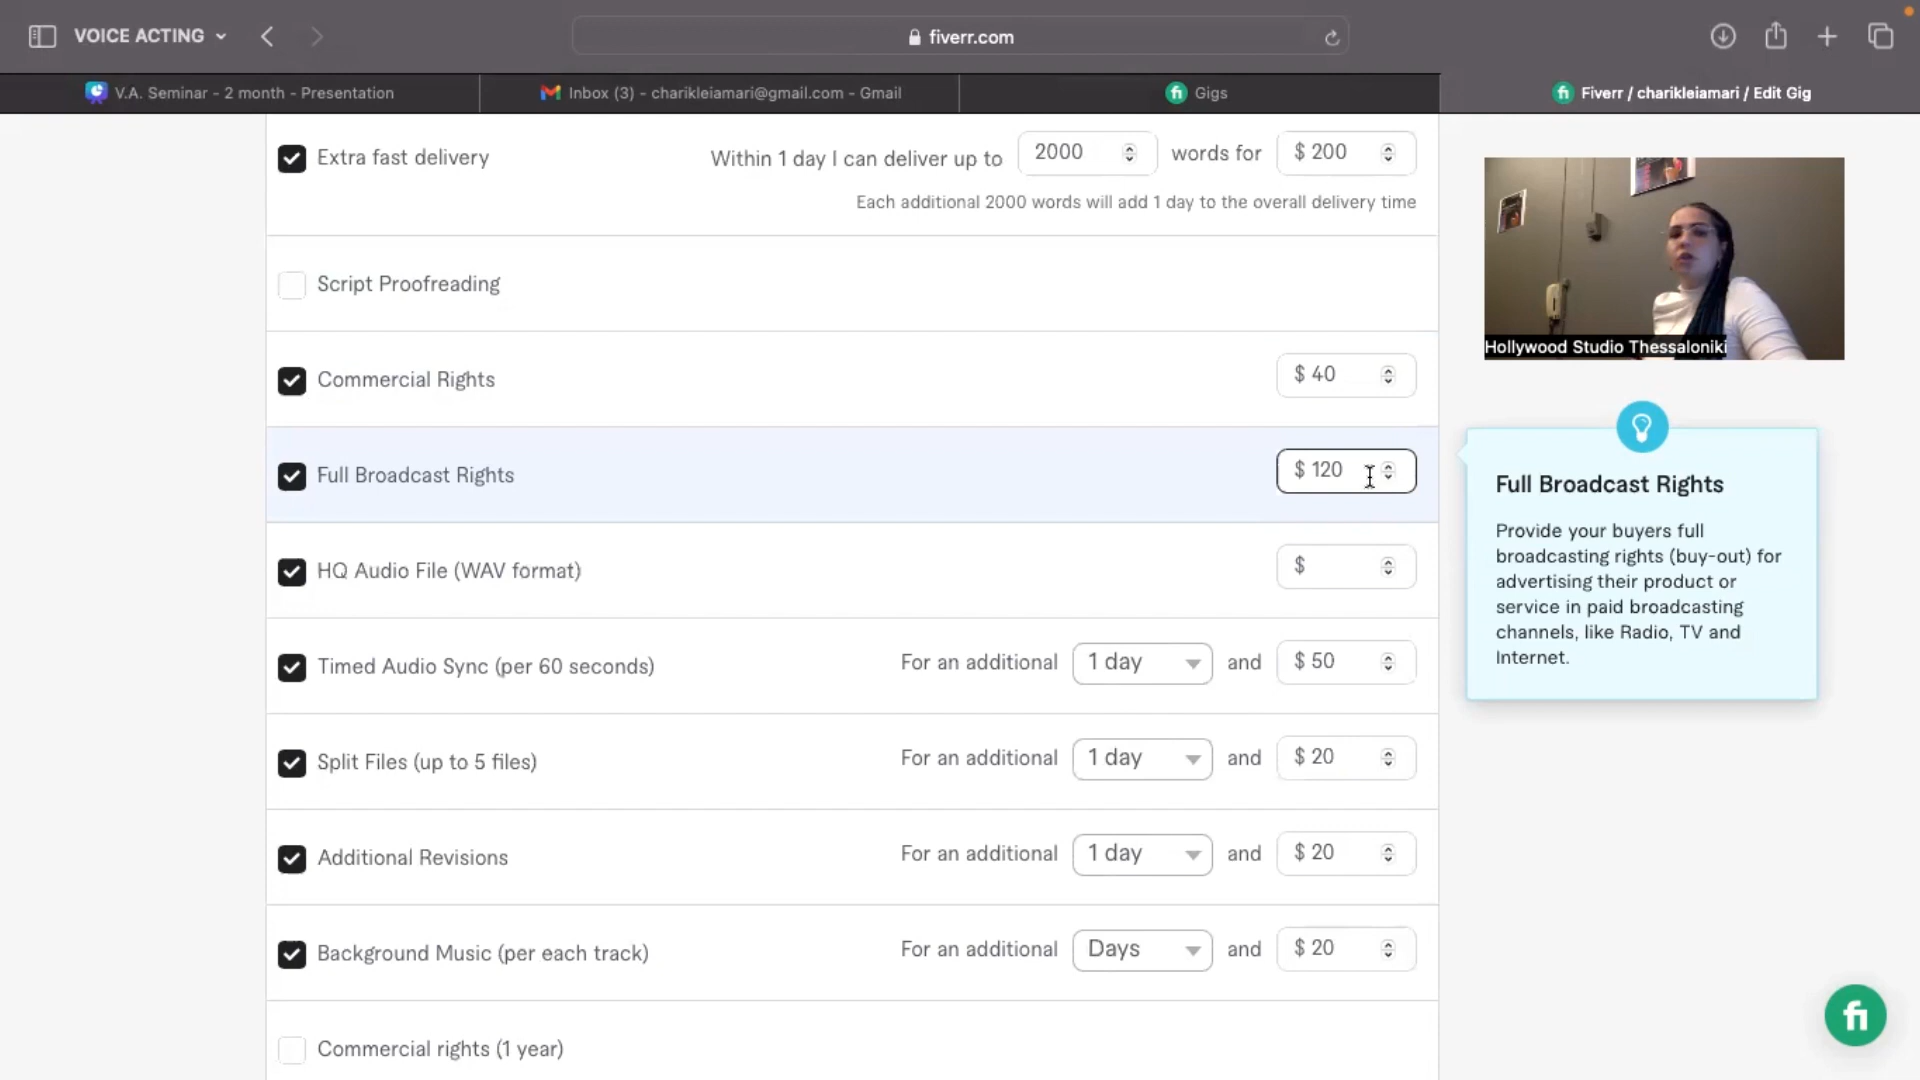 VOICE ACTING
fiverr.com
V.A. Seminar - 2 month - Presentation
Inbox (3) - charikleiamari@gmail.com - Gmail
Gigs
Fiverr / charikleiamari / Edit Gig
Extra fast delivery
Within 1 day I can deliver up to 2000 words for $ 200
Each additional 2000 words will add 1 day to the overall delivery time
Script Proofreading
Commercial Rights
$ 40
Full Broadcast Rights
$ 120
HQ Audio File (WAV format)
$
Timed Audio Sync (per 60 seconds)
For an additional 1 day and $ 50
Split Files (up to 5 files)
For an additional 1 day and $ 20
Additional Revisions
For an additional 1 day and $ 20
Background Music (per each track)
For an additional Days and $ 20
Commercial rights (1 year)
Hollywood Studio Thessaloniki
Full Broadcast Rights
Provide your buyers full
broadcasting rights (buy-out) for
advertising their product or
service in paid broadcasting
channels, like Radio, TV and
Internet.
fi